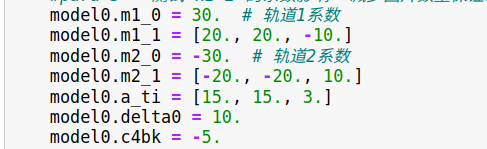 model0.m1_0 = 30.  # 轨道1系数
model0.m1_1 = [20., 20., -10.]
model0.m2_0 = -30.  # 轨道2系数
model0.m2_1 = [-20., -20., 10.]
model0.a_ti = [15., 15., 3.]
model0.delta0 = 10.
model0.c4bk = -5.